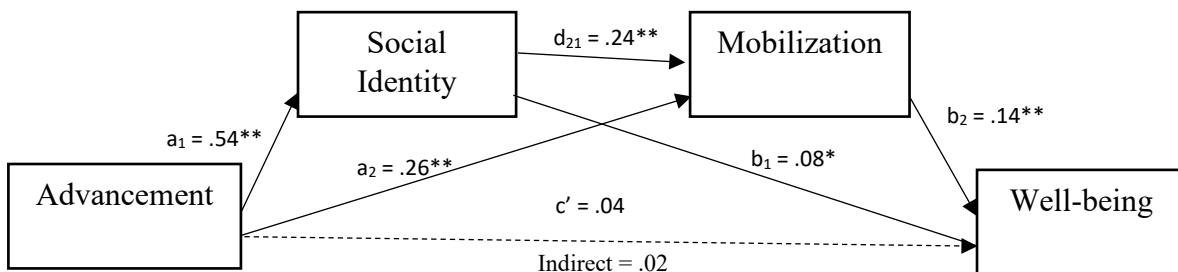 Social
Identity
d₂₁ = .24**
Mobilization
a₁ = .54**
a₂ = .26**
b₁ = .08*
b₂ = .14**
Advancement
c’ = .04
Well-being
Indirect = .02